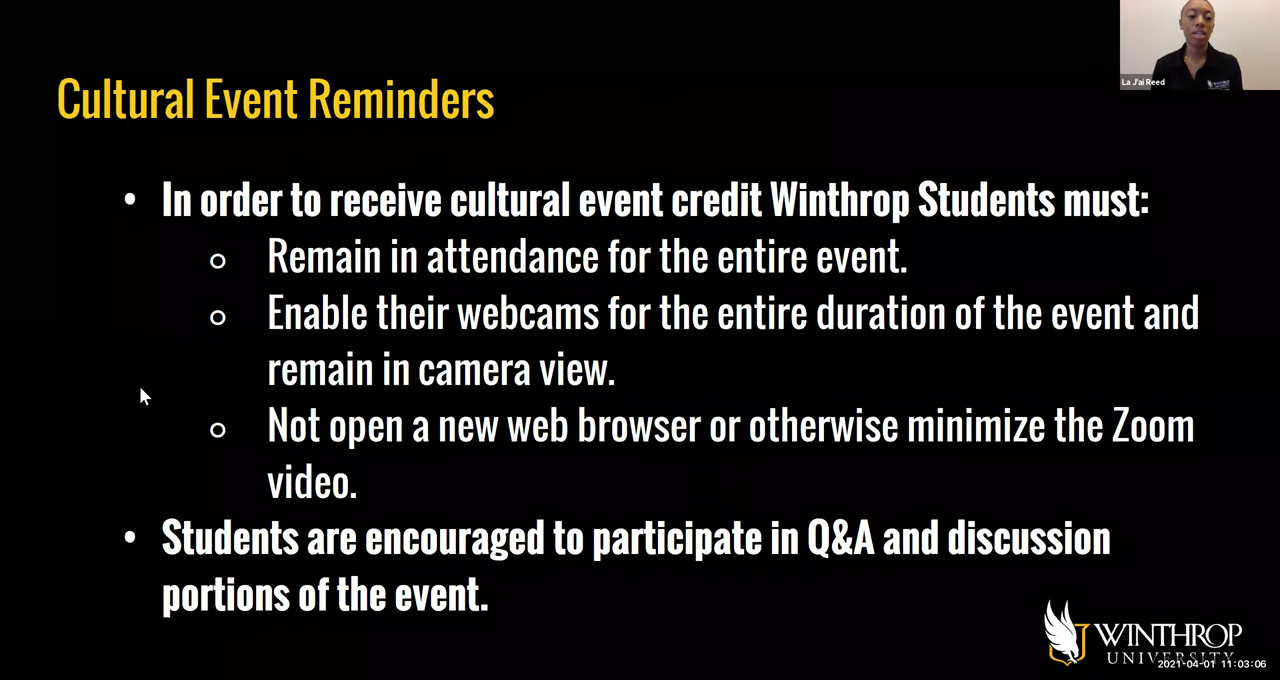 La J'ai Reed
Cultural Event Reminders
• In order to receive cultural event credit Winthrop Students must:
○ Remain in attendance for the entire event.
○ Enable their webcams for the entire duration of the event and
remain in camera view.
○ Not open a new web browser or otherwise minimize the Zoom
video.
• Students are encouraged to participate in Q&A and discussion
portions of the event.
WINTHROP
UNIVERSITY
2021-04-01 11:03:06